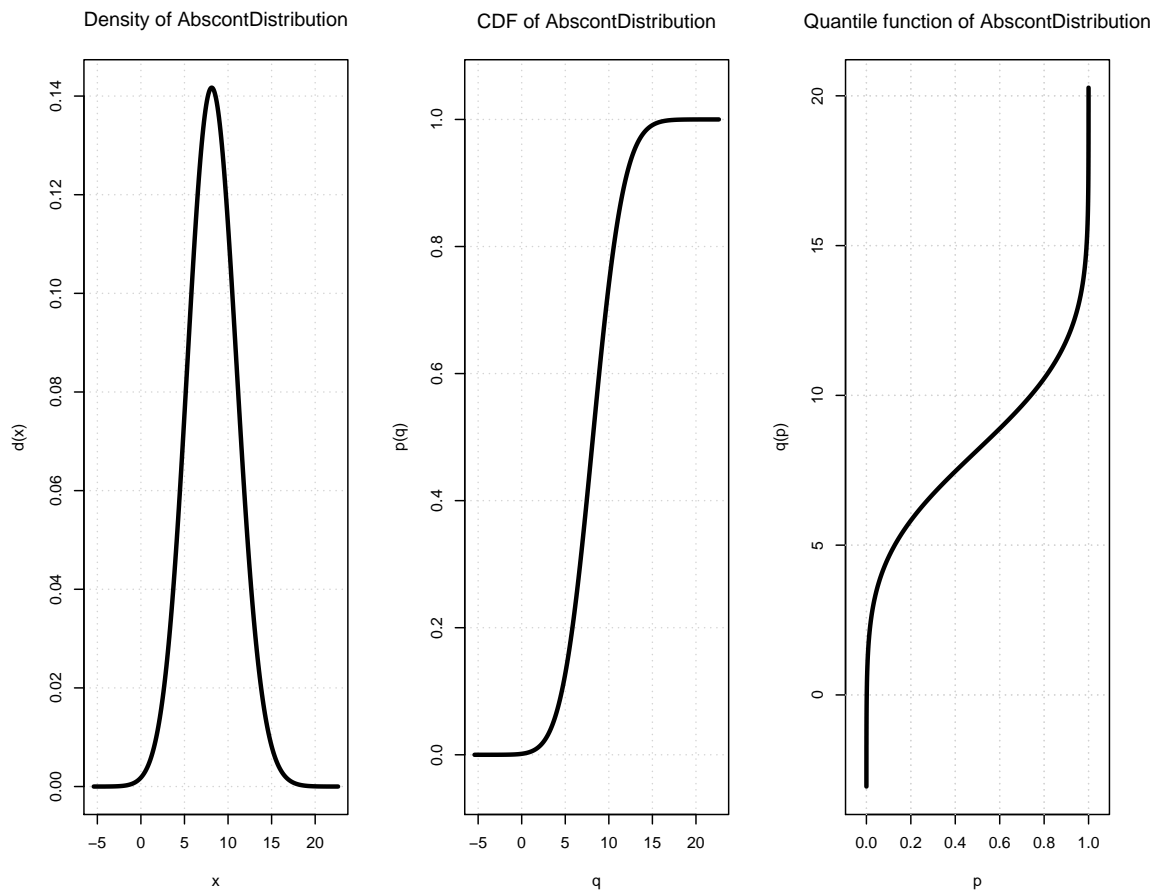 Density of AbscontDistribution
CDF of AbscontDistribution
Quantile function of AbscontDistribution
d(x)
0.14
0.12
0.10
0.08
0.06
0.04
0.02
0.00
−5 0 5 10 15 20
x
p(q)
1.0
0.8
0.6
0.4
0.2
0.0
−5 0 5 10 15 20
q
q(p)
20
15
10
5
0
0.0 0.2 0.4 0.6 0.8 1.0
p